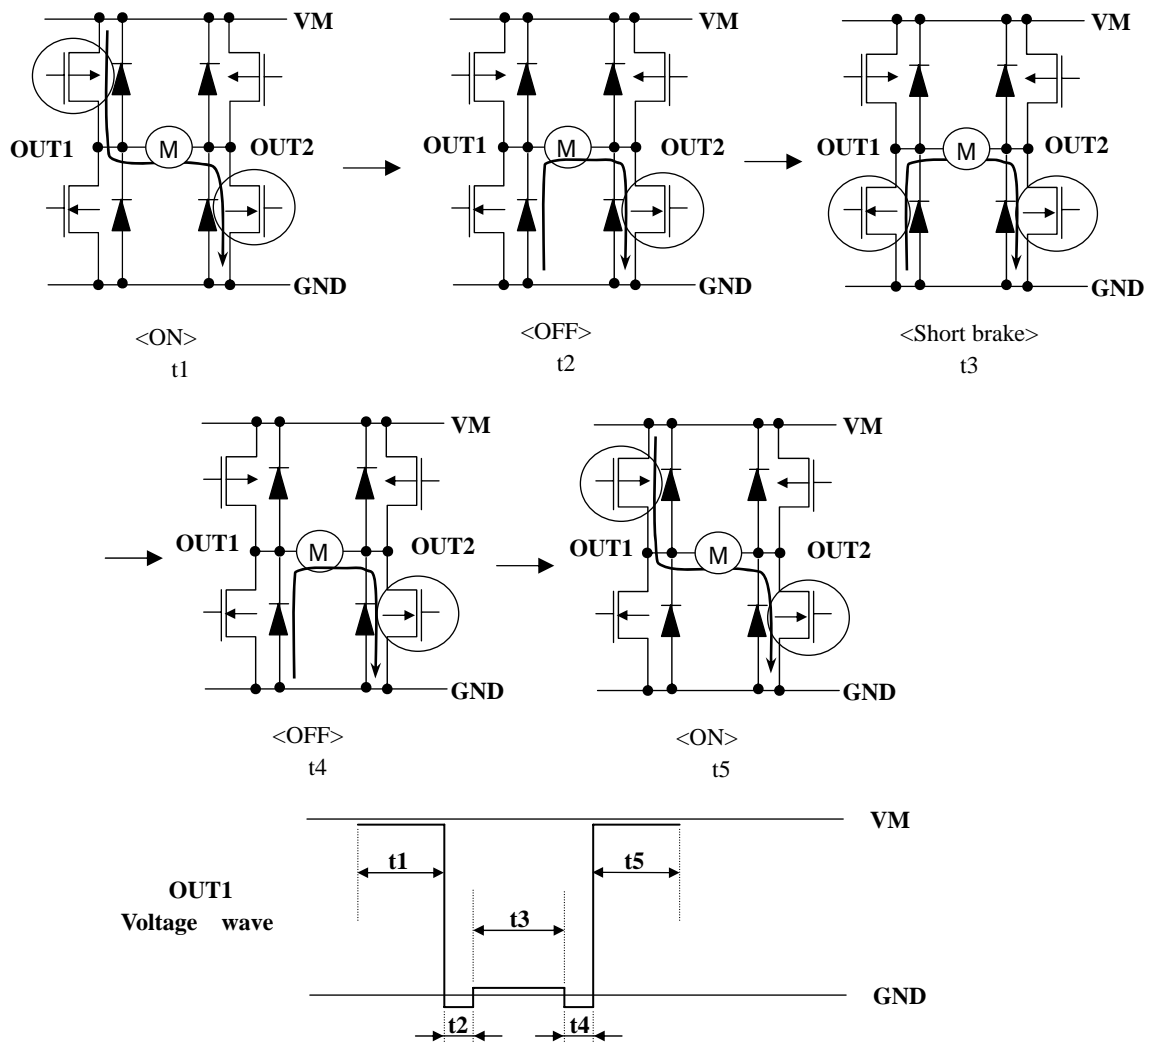 VM
VM
VM
OUT1 M OUT2
OUT1 M OUT2
OUT1 M OUT2
GND
GND
GND
<ON>
t1
<OFF>
t2
<Short brake>
t3
VM
VM
OUT1 M OUT2
OUT1 M OUT2
GND
GND
<OFF>
t4
<ON>
t5
VM
t1
t5
OUT1
Voltage wave
t3
GND
t2
t4